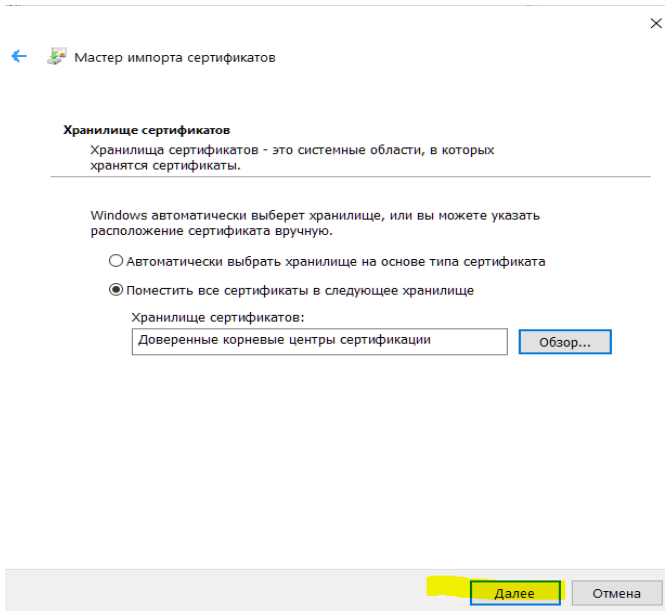 Мастер импорта сертификатов
Хранилище сертификатов
Хранилища сертификатов - это системные области, в которых
хранятся сертификаты.
Windows автоматически выберет хранилище, или вы можете указать
расположение сертификата вручную.
Автоматически выбрать хранилище на основе типа сертификата
Поместить все сертификаты в следующее хранилище
Хранилище сертификатов:
Доверенные корневые центры сертификации
Обзор...
Далее
Отмена